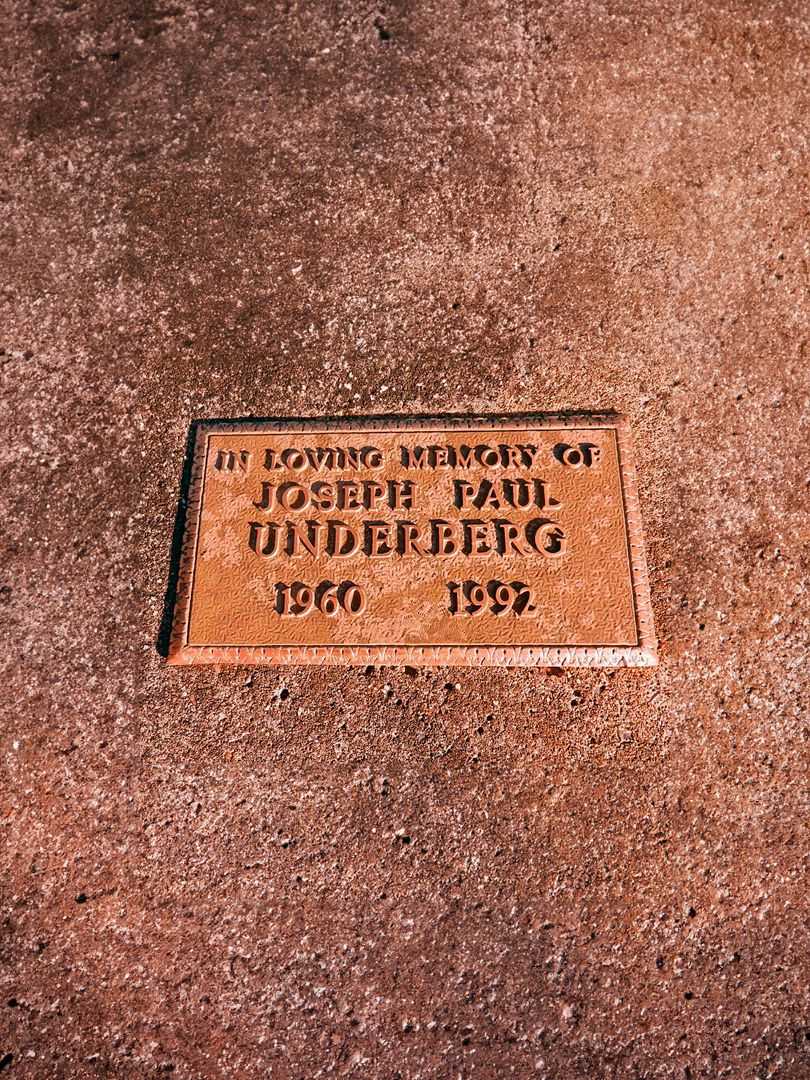 IN LOVING MEMORY OF
JOSEPH PAUL
UNDERBERG
1960 1992